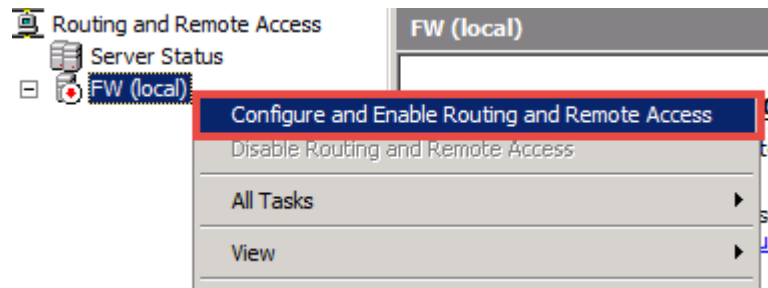 Routing and Remote Access
FW (local)
Server Status
FW (local)
Configure and Enable Routing and Remote Access
Disable Routing and Remote Access
All Tasks
View